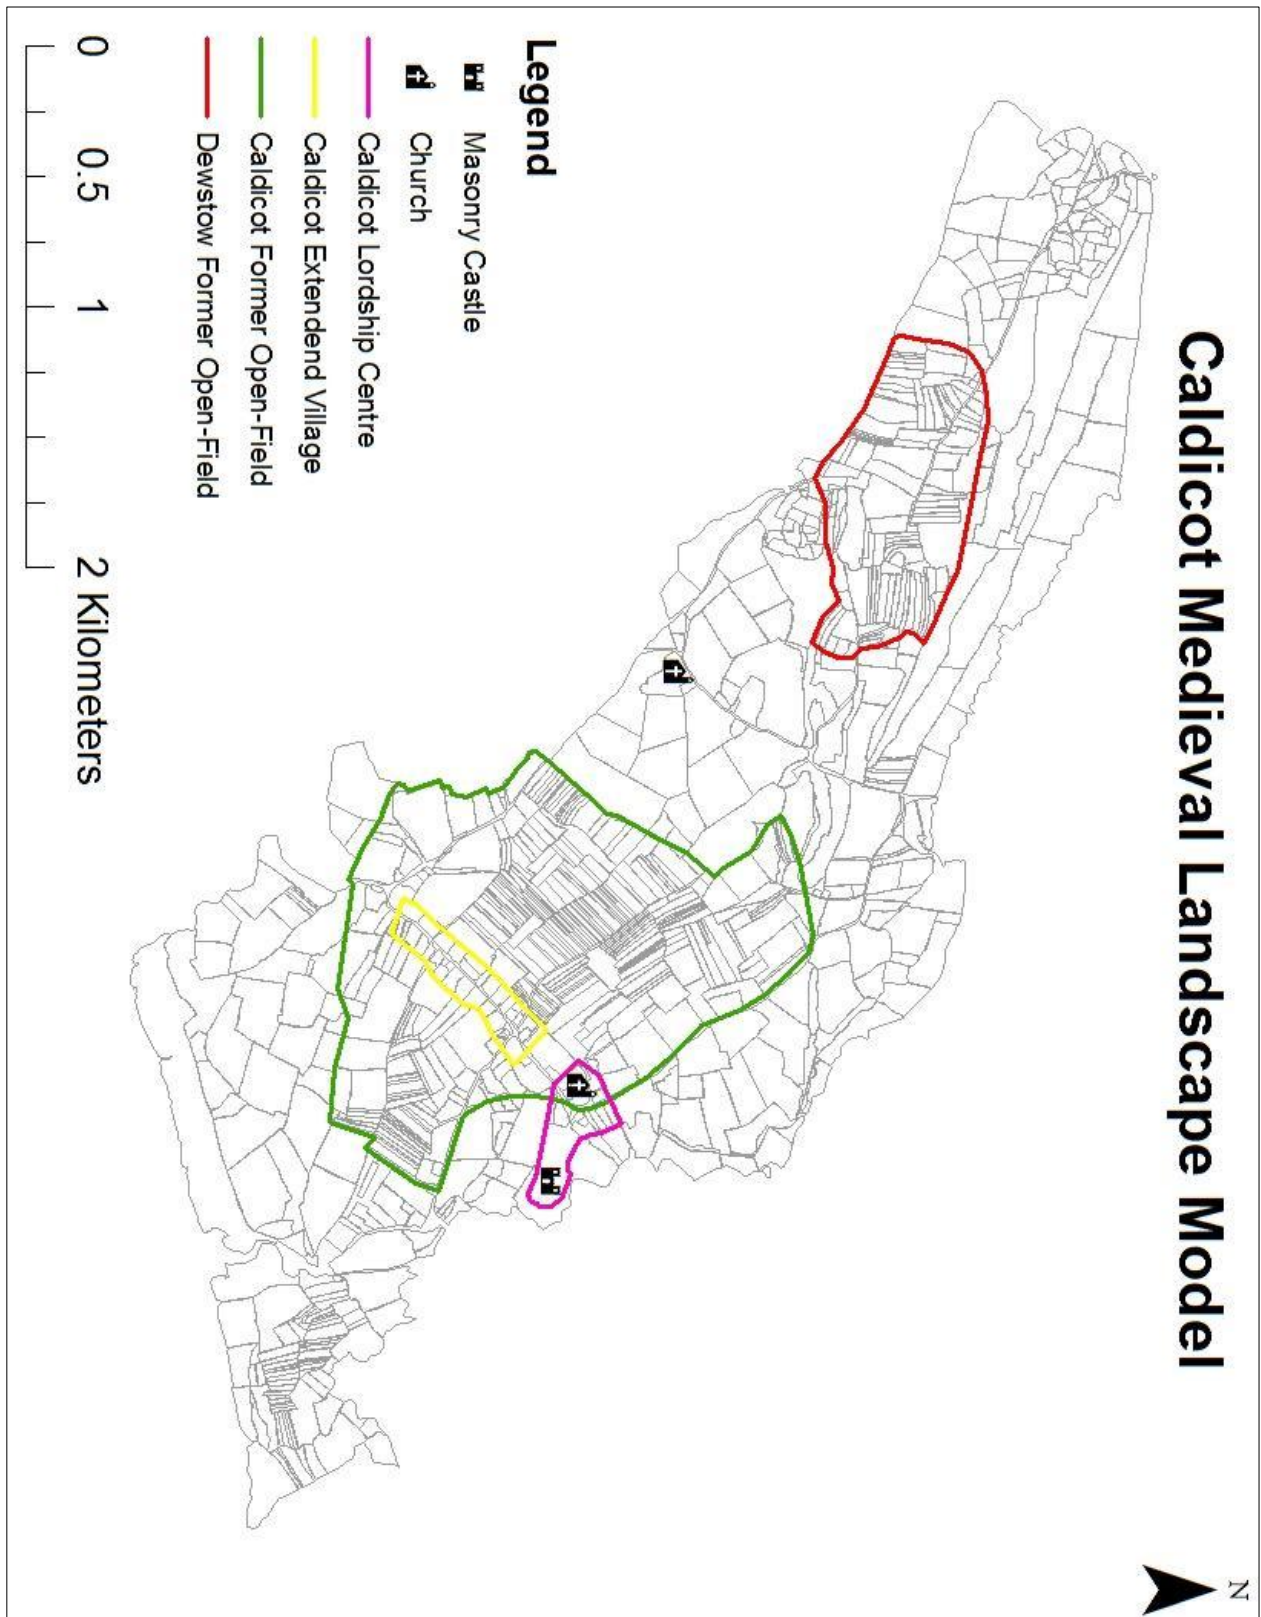 Caldicot Medieval Landscape Model
N
Legend
Masonry Castle
Church
Caldicot Lordship Centre
Caldicot Extendend Village
Caldicot Former Open-Field
Dewstow Former Open-Field
0 0.5 1 2 Kilometers